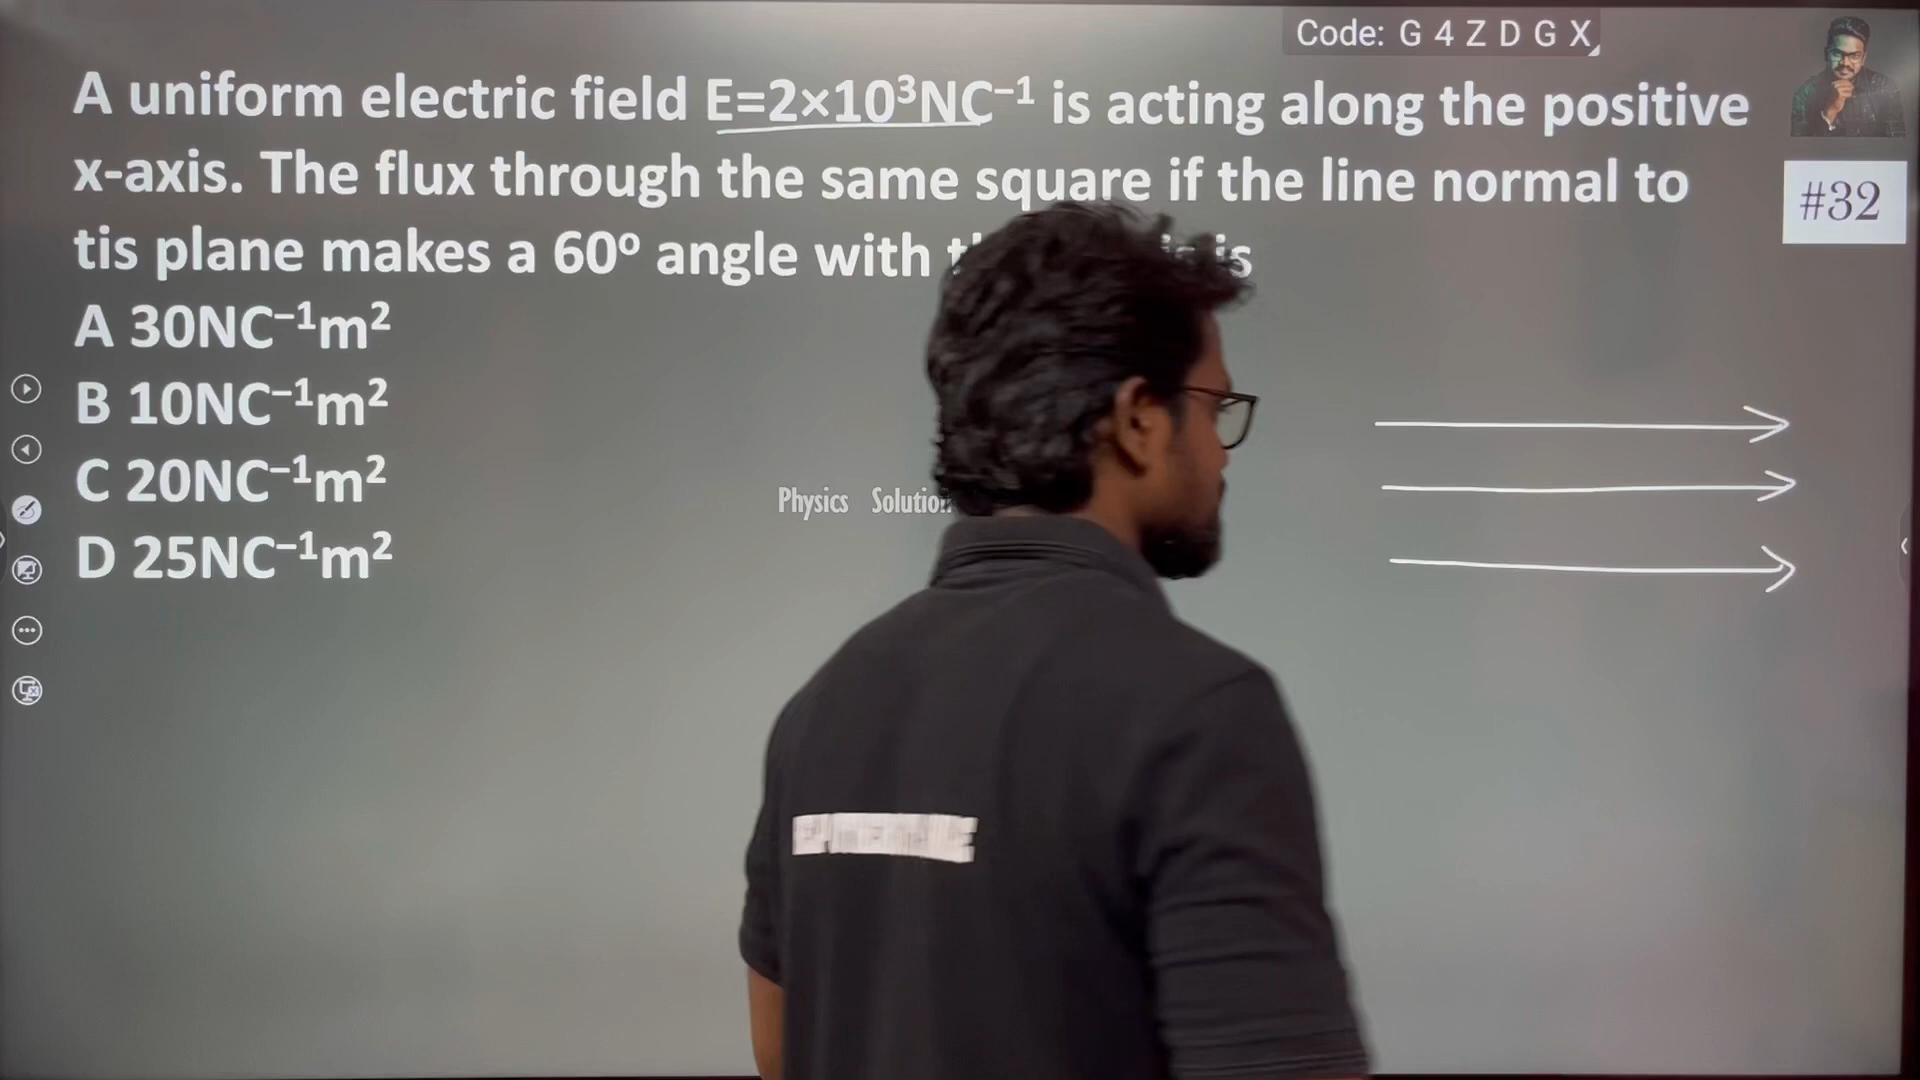 Code: G 4 Z D G X
A uniform electric field E=2×10³NC⁻¹ is acting along the positive
x-axis. The flux through the same square if the line normal to
#32
tis plane makes a 60º angle with is
A 30NC⁻¹m²
B 10NC⁻¹m²
C 20NC⁻¹m²
D 25NC⁻¹m²
Physics